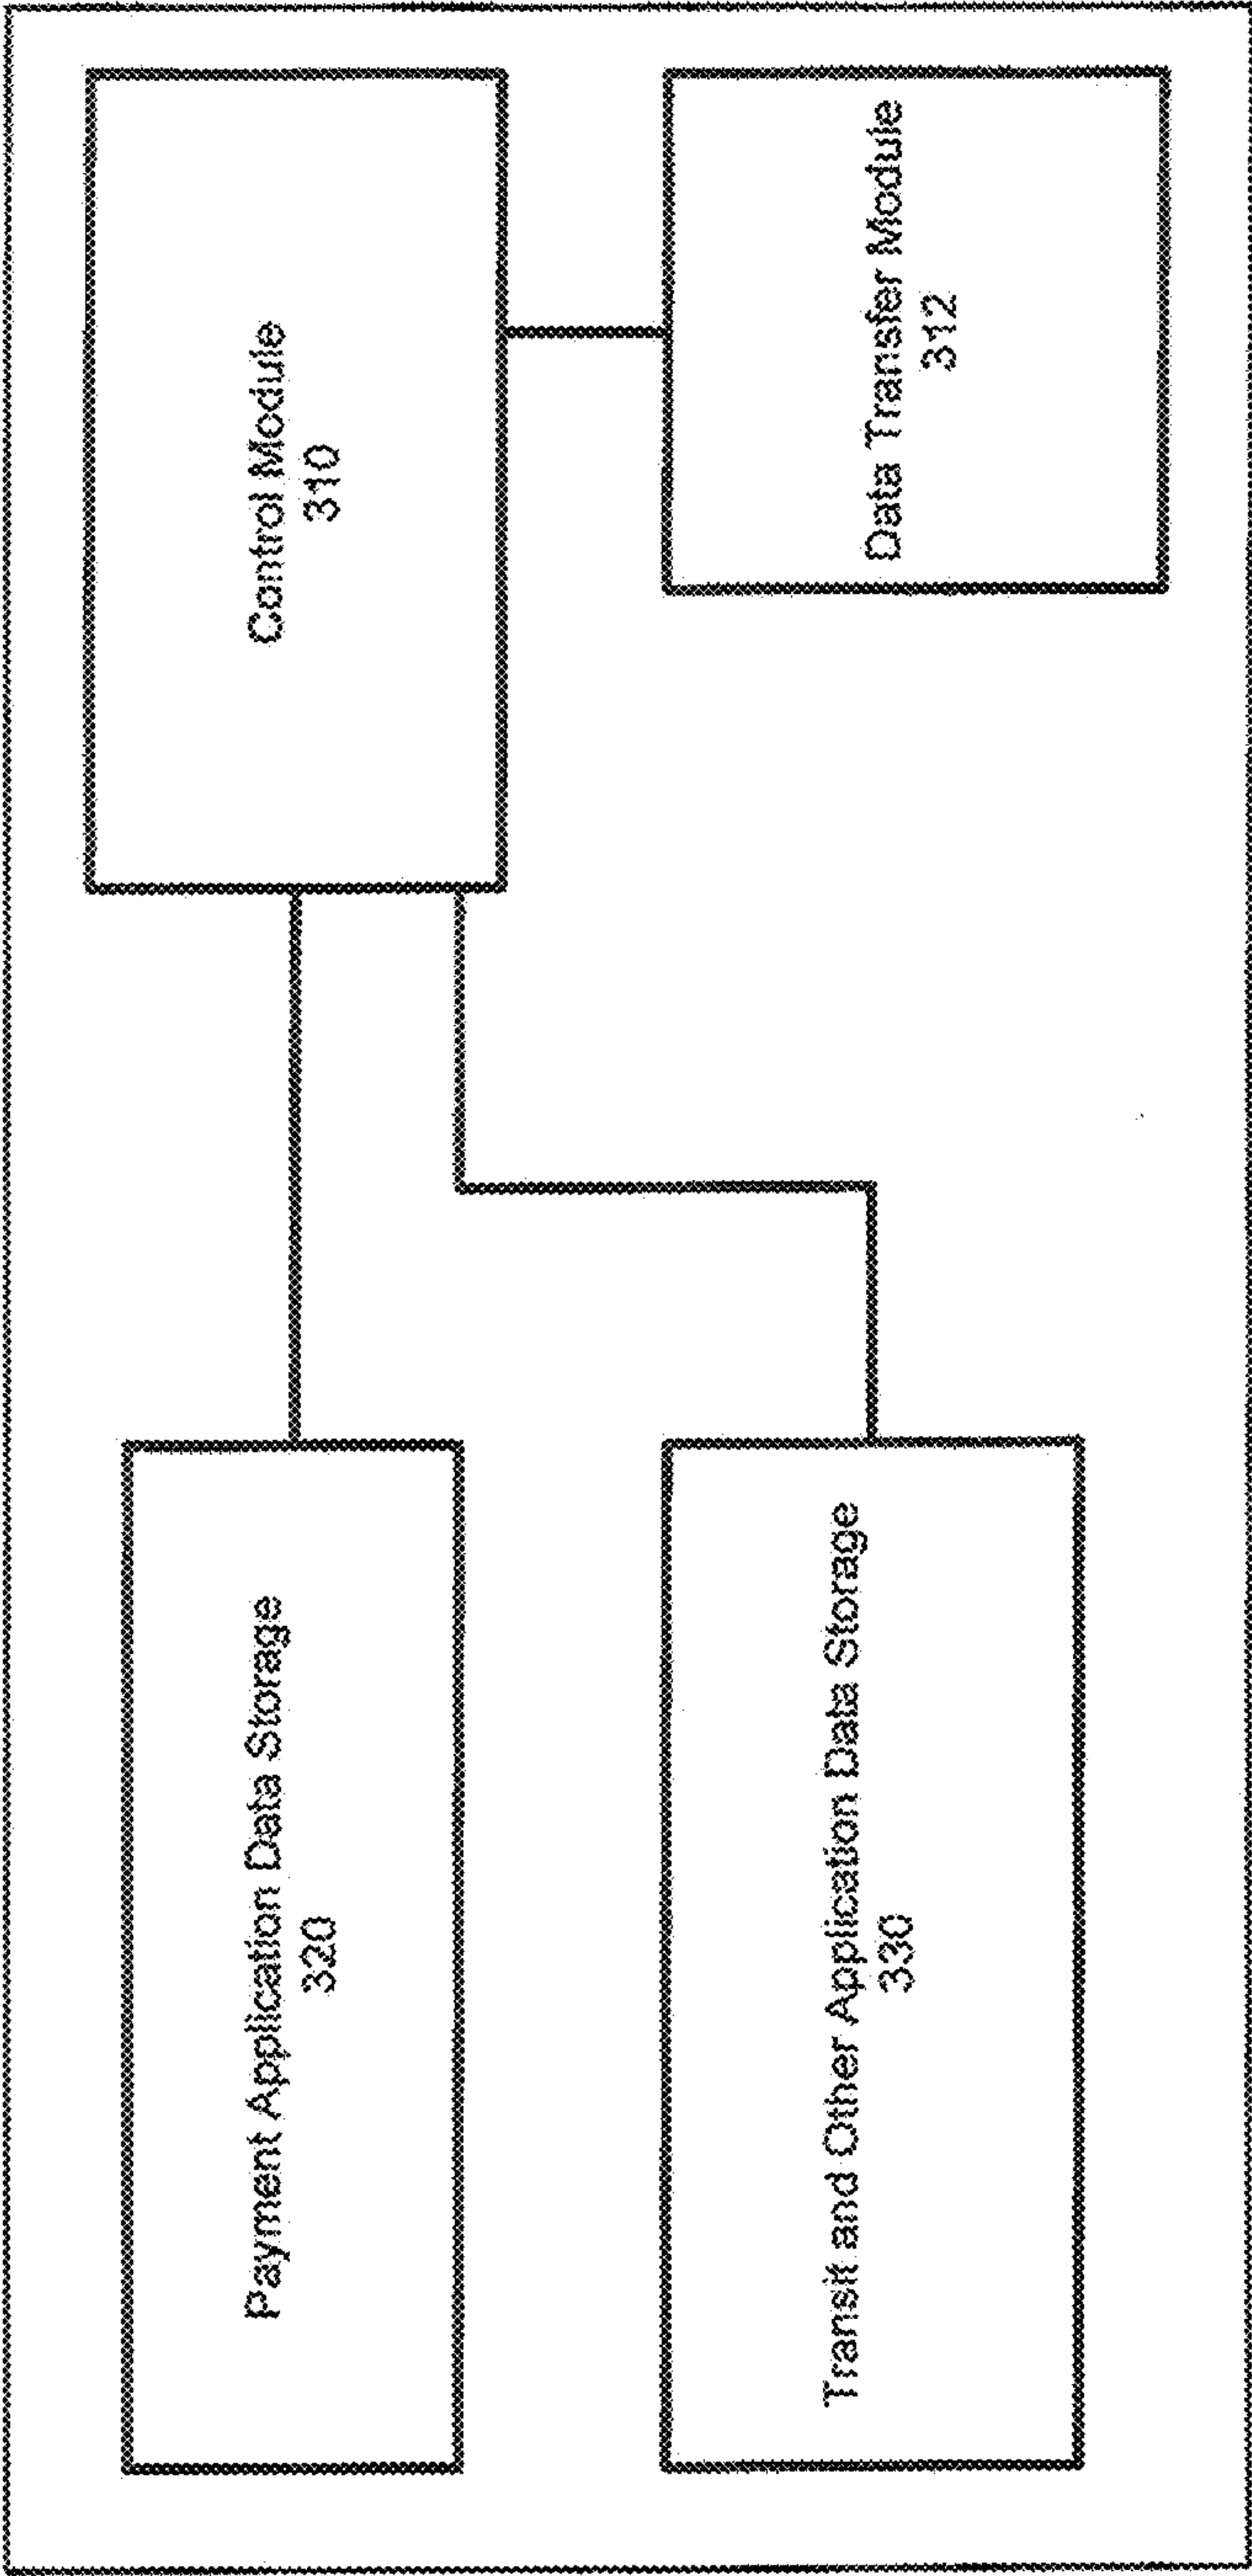 Payment Application Data Storage
320
Control Module
310
Transit and Other Application Data Storage
330
Data Transfer Module
312